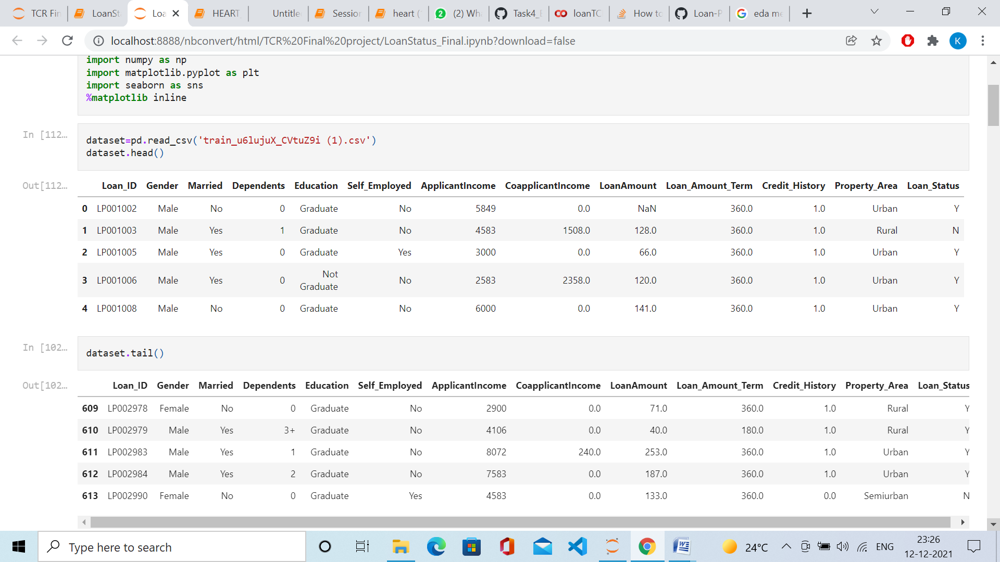 TCR Fin
LoanSt
Loa
HEART_
Untitle
Session
heart (
(2) Wh
Task4_E
loanTC
How to
Loan-P
eda me
localhost:8888/nbconvert/html/TCR%20Final%20project/LoanStatus_Final.ipynb?download=false
K
import numpy as np
import matplotlib.pyplot as plt
import seaborn as sns
%matplotlib inline
In [112…
dataset=pd.read_csv('train_u6lujuX_CVtuZ9i (1).csv')
dataset.head()
Out[112…
Loan_ID Gender Married Dependents Education Self_Employed ApplicantIncome CoapplicantIncome LoanAmount Loan_Amount_Term Credit_History Property_Area Loan_Status
0 LP001002 Male No 0 Graduate No 5849 0.0 NaN 360.0 1.0 Urban Y
1 LP001003 Male Yes 1 Graduate No 4583 1508.0 128.0 360.0 1.0 Rural N
2 LP001005 Male Yes 0 Graduate Yes 3000 0.0 66.0 360.0 1.0 Urban Y
3 LP001006 Male Yes 0 Not Graduate No 2583 2358.0 120.0 360.0 1.0 Urban Y
4 LP001008 Male No 0 Graduate No 6000 0.0 141.0 360.0 1.0 Urban Y
In [102…
dataset.tail()
Out[102…
Loan_ID Gender Married Dependents Education Self_Employed ApplicantIncome CoapplicantIncome LoanAmount Loan_Amount_Term Credit_History Property_Area Loan_Status
609 LP002978 Female No 0 Graduate No 2900 0.0 71.0 360.0 1.0 Rural Y
610 LP002979 Male Yes 3+ Graduate No 4106 0.0 40.0 180.0 1.0 Rural Y
611 LP002983 Male Yes 1 Graduate No 8072 240.0 253.0 360.0 1.0 Urban Y
612 LP002984 Male Yes 2 Graduate No 7583 0.0 187.0 360.0 1.0 Urban Y
613 LP002990 Female No 0 Graduate Yes 4583 0.0 133.0 360.0 0.0 Semiurban N
Type here to search
24°C
ENG
23:26
12-12-2021